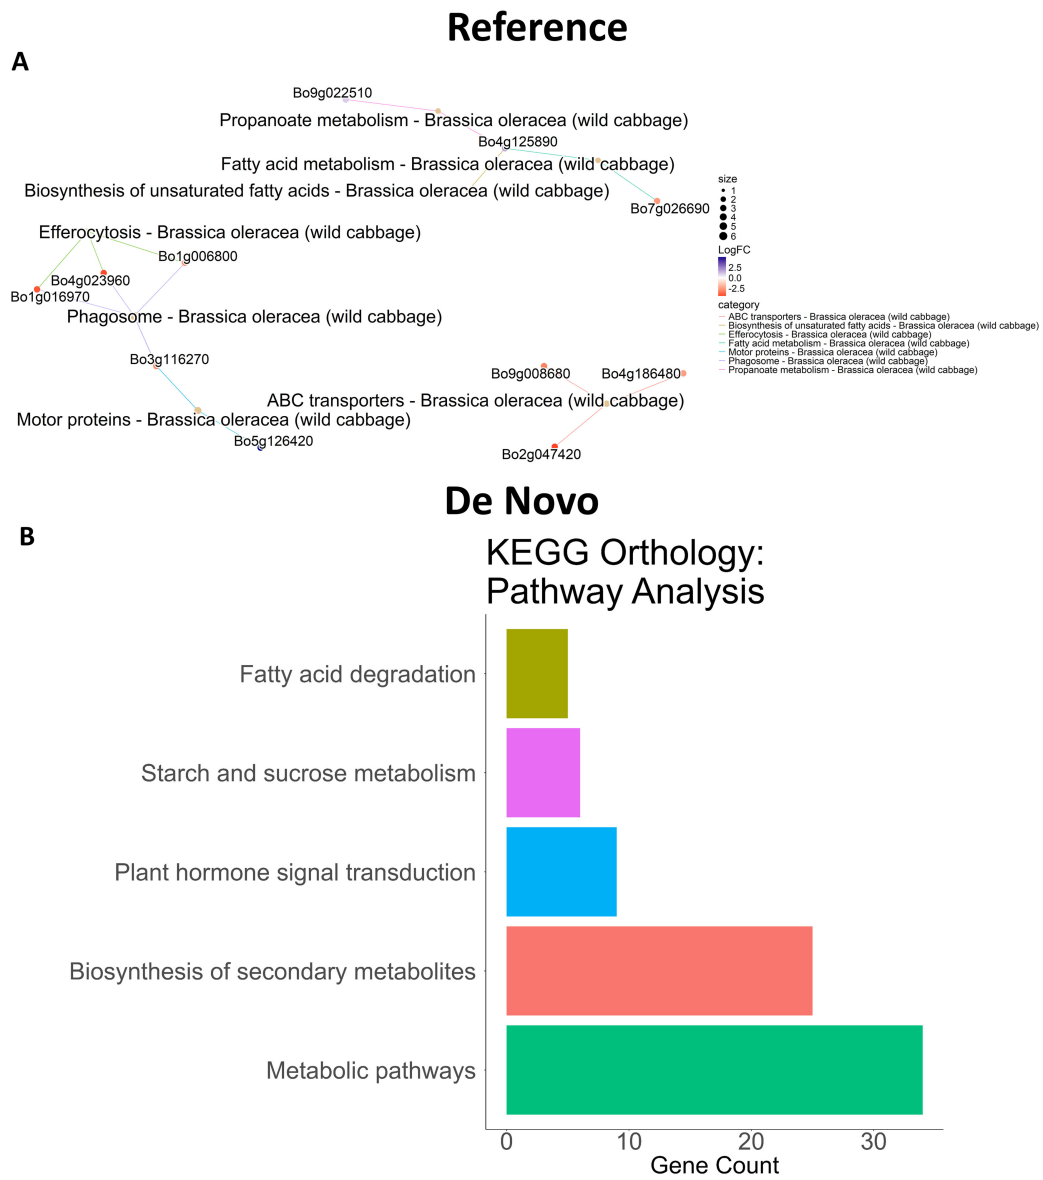 Reference
A
Bo9g022510
Propanoate metabolism - Brassica oleracea (wild cabbage)
Bo4g125890
Fatty acid metabolism - Brassica oleracea (wild cabbage)
Biosynthesis of unsaturated fatty acids - Brassica oleracea (wild cabbage)
Bo7g026690
Efferocytosis - Brassica oleracea (wild cabbage)
Bo1g006800
Bo4g023960
Bo1g016970
Phagosome - Brassica oleracea (wild cabbage)
Bo3g116270
Bo9g008680
Bo4g186480
ABC transporters - Brassica oleracea (wild cabbage)
Motor proteins - Brassica oleracea (wild cabbage)
Bo5g126420
Bo2g047420
size
1
2
3
4
5
6
LogFC
2.5
0.0
-2.5
category
ABC transporters - Brassica oleracea (wild cabbage)
Biosynthesis of unsaturated fatty acids - Brassica oleracea (wild cabbage)
Efferocytosis - Brassica oleracea (wild cabbage)
Fatty acid metabolism - Brassica oleracea (wild cabbage)
Motor proteins - Brassica oleracea (wild cabbage)
Phagosome - Brassica oleracea (wild cabbage)
Propanoate metabolism - Brassica oleracea (wild cabbage)
De Novo
B
KEGG Orthology:
Pathway Analysis
Fatty acid degradation
Starch and sucrose metabolism
Plant hormone signal transduction
Biosynthesis of secondary metabolites
Metabolic pathways
0 10 20 30
Gene Count